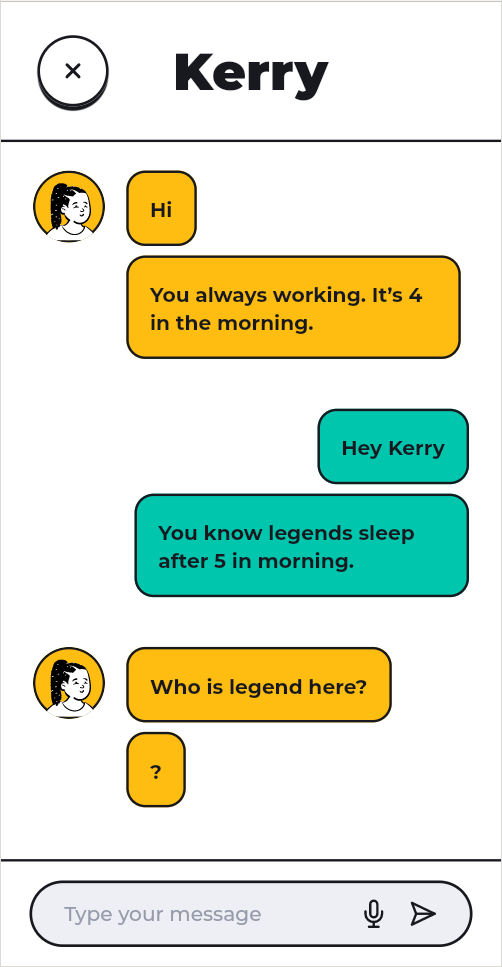 Kerry
Hi
You always working. It’s 4
in the morning.
Hey Kerry
You know legends sleep
after 5 in morning.
Who is legend here?
?
Type your message